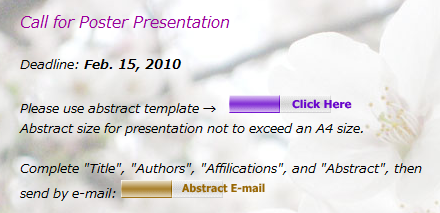 Call for Poster Presentation
Deadline: Feb. 15, 2010
Please use abstract template → Click Here
Abstract size for presentation not to exceed an A4 size.
Complete "Title", "Authors", "Affilications", and "Abstract", then
send by e-mail: Abstract E-mail